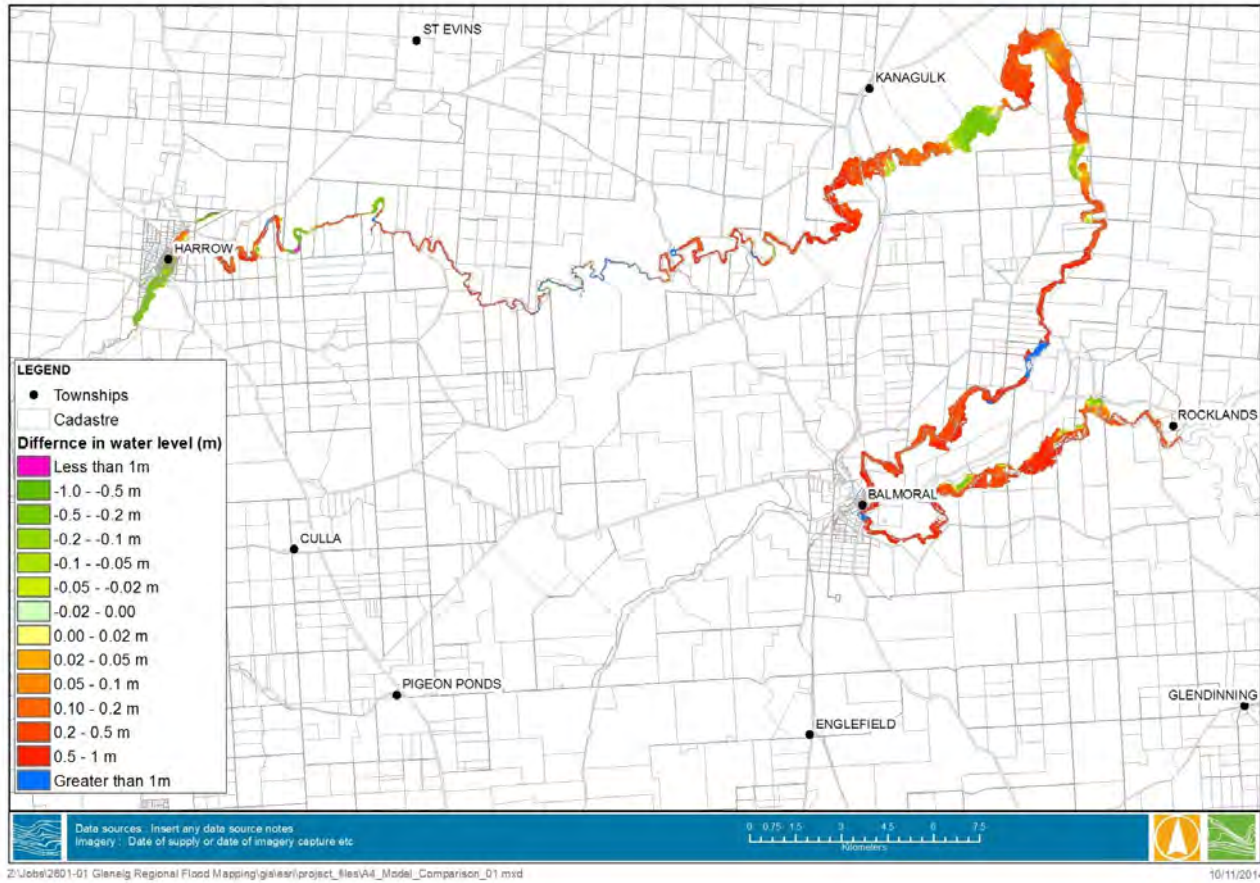 ST EVINS
KANAGULK
HARROW
ROCKLANDS
BALMORAL
CULLA
PIGEON PONDS
GLENDINNING
ENGLEFIELD
LEGEND
Townships
Cadastre
Differnce in water level (m)
Less than 1m
-1.0 - -0.5 m
-0.5 - -0.2 m
-0.2 - -0.1 m
-0.1 - -0.05 m
-0.05 - -0.02 m
-0.02 - 0.00
0.00 - 0.02 m
0.02 - 0.05 m
0.05 - 0.1 m
0.10 - 0.2 m
0.2 - 0.5 m
0.5 - 1 m
Greater than 1m
Data sources : Insert any data source notes
Imagery : Date of supply or date of imagery capture etc
0 0.75 1.5 3 4.5 6 7.5
Kilometers
Z:\Jobs\2601-01 Glenelg Regional Flood Mapping\gis\esri\project_files\A4_Model_Comparison_01.mxd